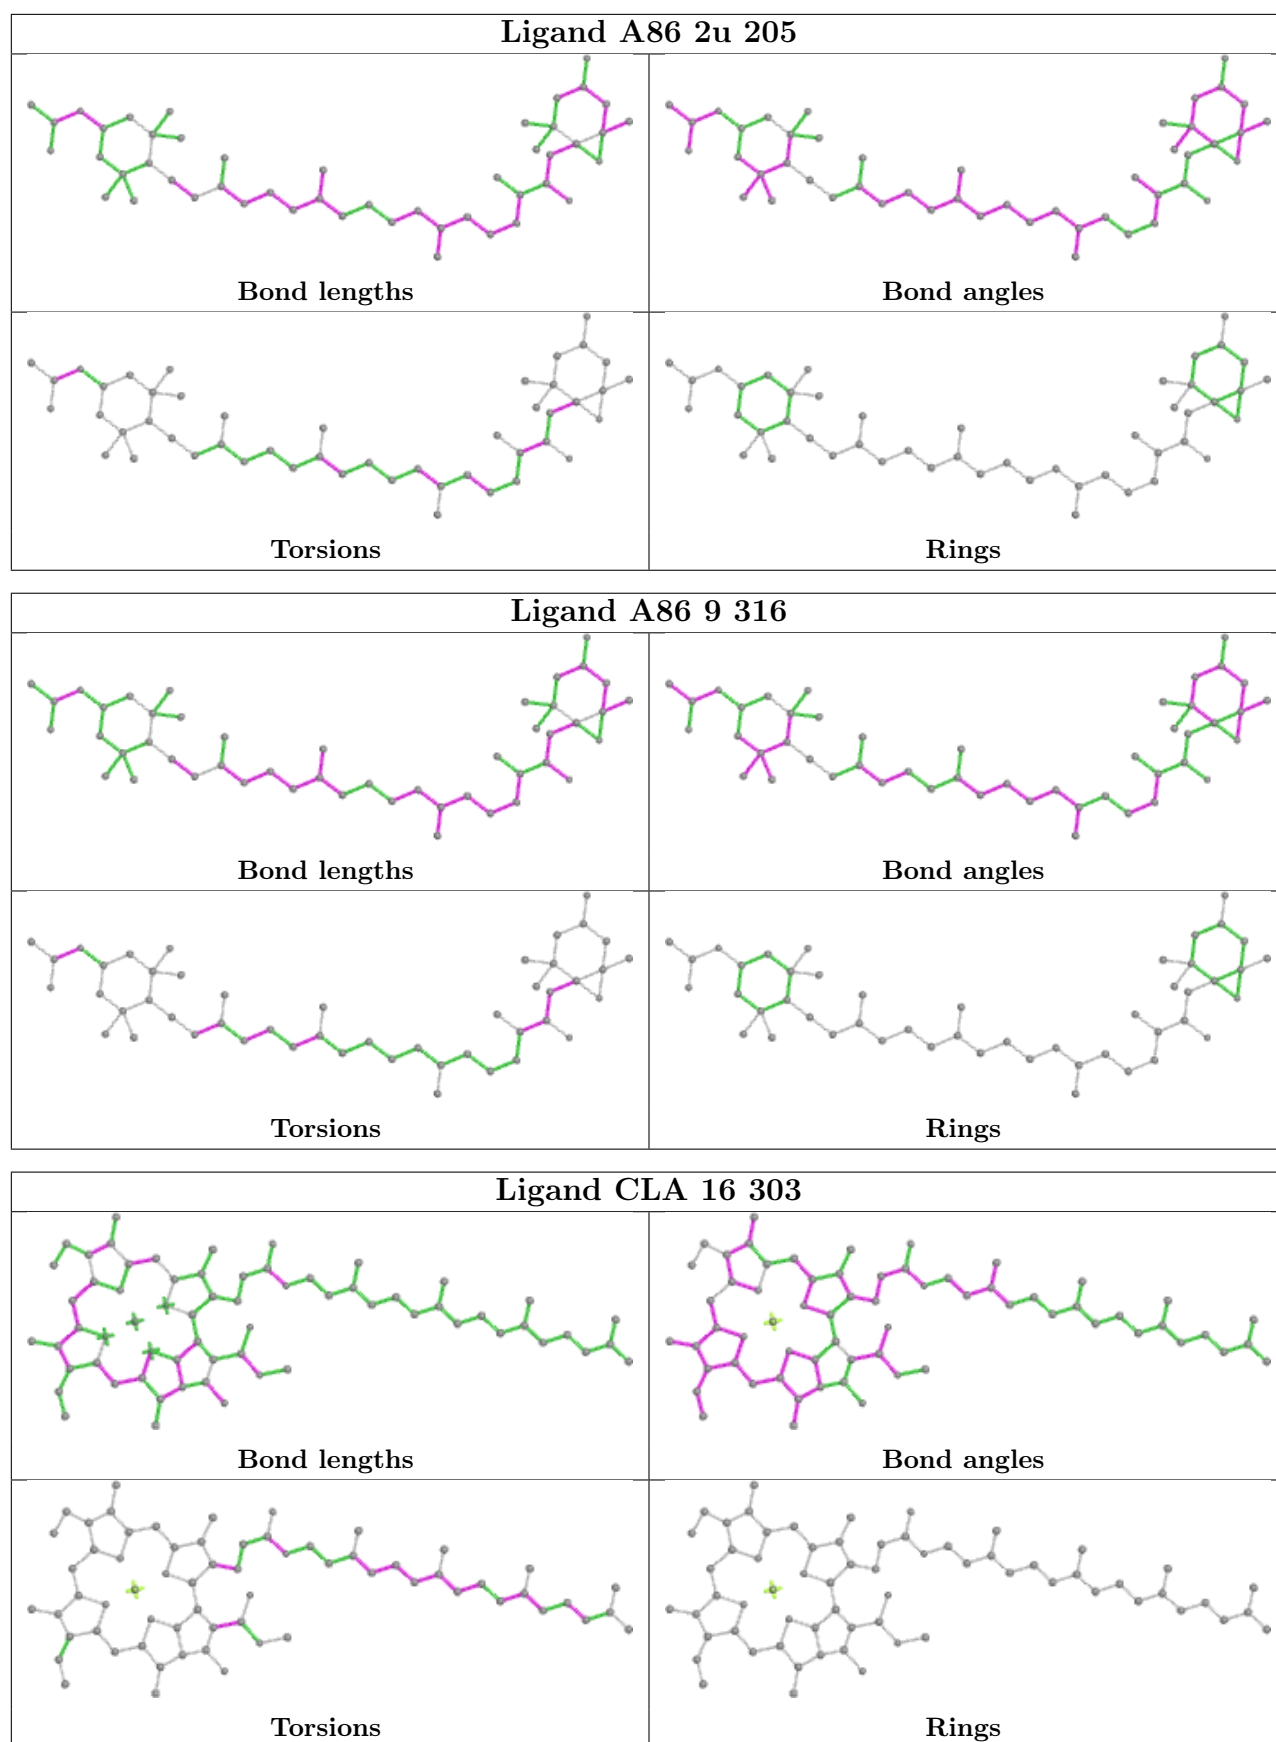 Ligand A86 2u 205
Bond lengths
Bond angles
Torsions
Rings
Ligand A86 9 316
Bond lengths
Bond angles
Torsions
Rings
Ligand CLA 16 303
Bond lengths
Bond angles
Torsions
Rings